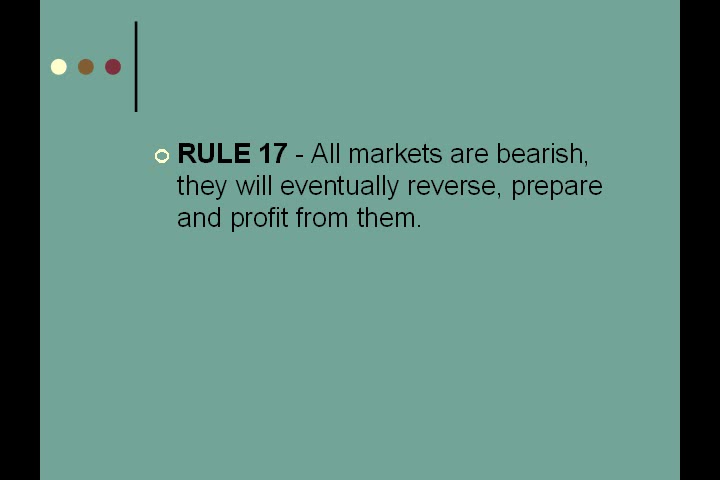 RULE 17 - All markets are bearish,
they will eventually reverse, prepare
and profit from them.